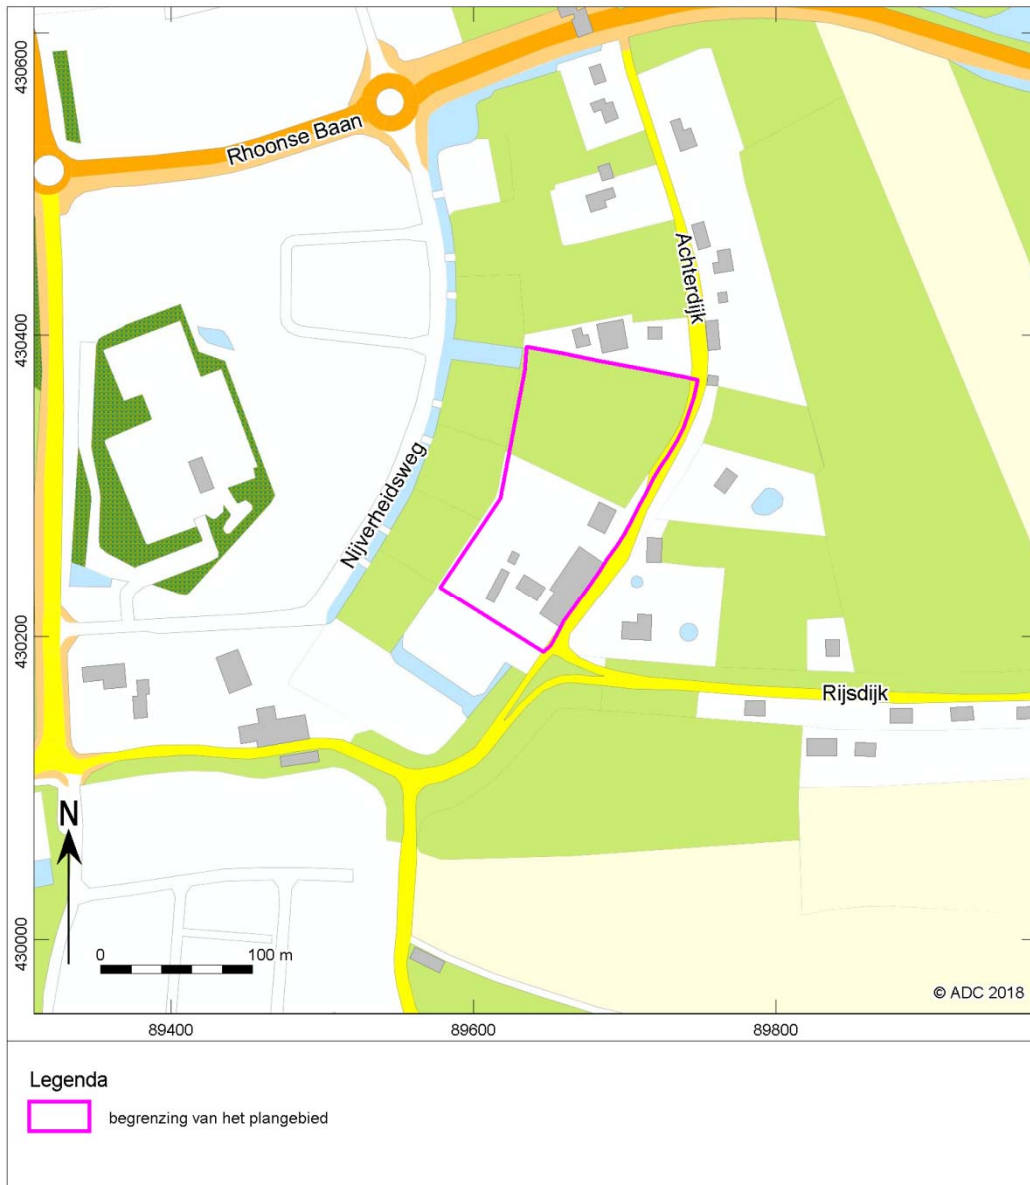 430600
Rhoonse Baan
Achterdijk
430400
Nijverheidsweg
430200
Rijsdijk
N
0 100 m
430000
© ADC 2018
89400 89600 89800
Legenda
begrenzing van het plangebied